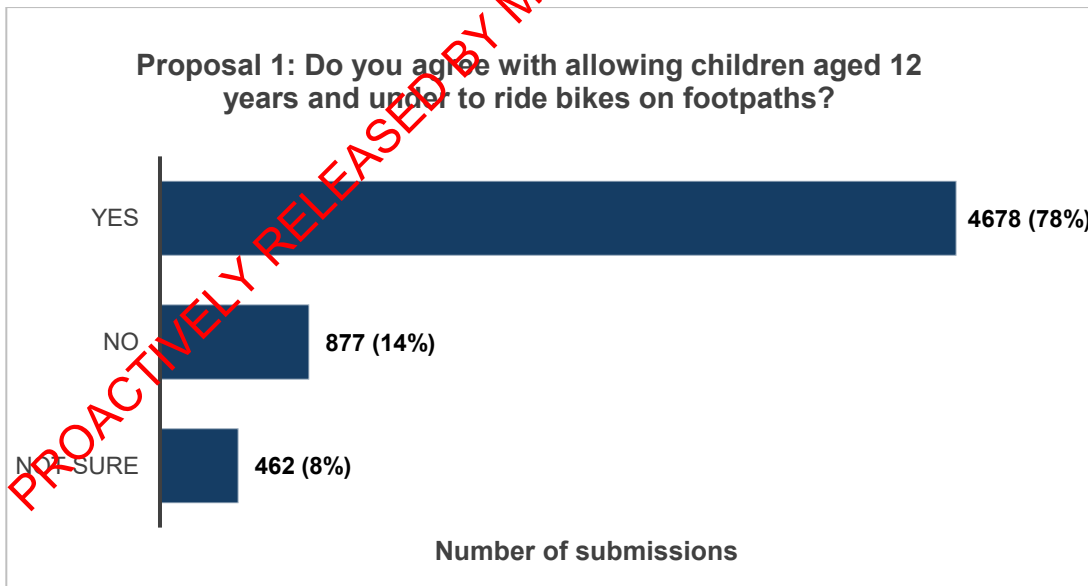 Proposal 1: Do you agree with allowing children aged 12
years and under to ride bikes on footpaths?
YES
4678 (78%)
NO
877 (14%)
NOT SURE
462 (8%)
Number of submissions
PROACTIVELY RELEASED BY